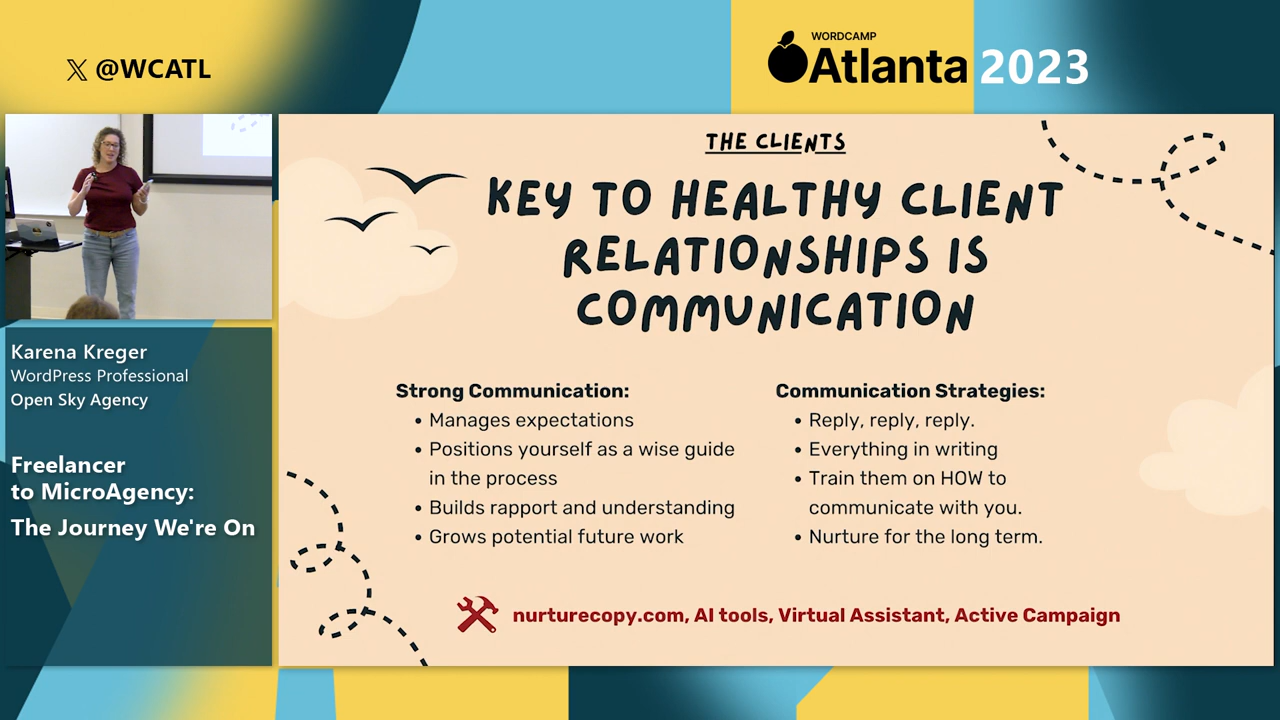 𝕏 @WCATL
WORDCAMP
Atlanta 2023
THE CLIENTS
KEY TO HEALTHY CLIENT
RELATIONSHIPS IS
COMMUNICATION
Strong Communication:
• Manages expectations
• Positions yourself as a wise guide
in the process
• Builds rapport and understanding
• Grows potential future work
Communication Strategies:
• Reply, reply, reply.
• Everything in writing
• Train them on HOW to
communicate with you.
• Nurture for the long term.
nurturecopy.com, AI tools, Virtual Assistant, Active Campaign
Karena Kreger
WordPress Professional
Open Sky Agency
Freelancer
to MicroAgency:
The Journey We're On